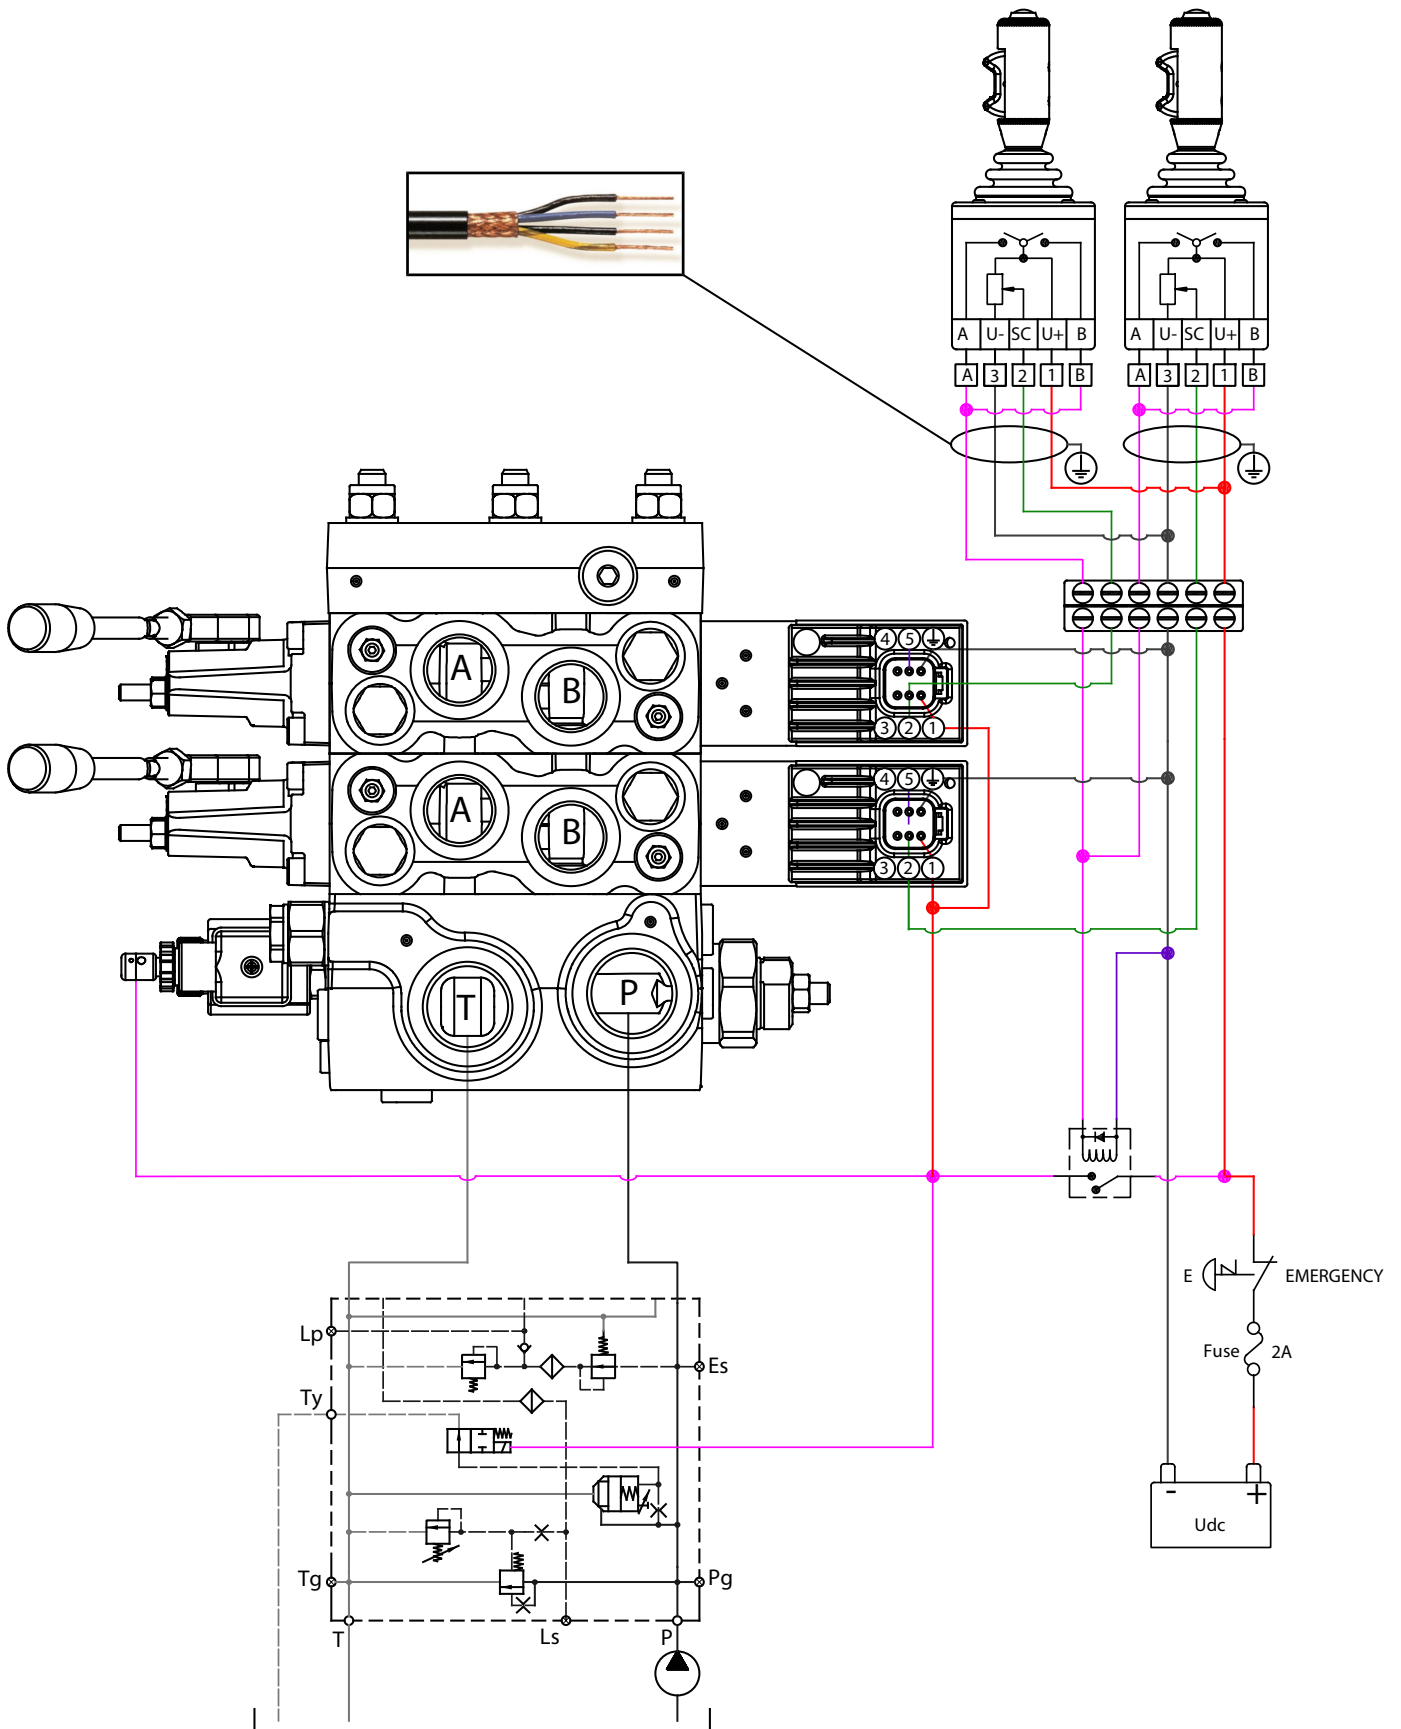 A U- SC U+ B
A U- SC U+ B
A 3 2 1 B
A 3 2 1 B
4 5
A
B
3 2 1
4 5
A
B
3 2 1
T
P
E
EMERGENCY
Fuse
2A
Lp
Es
Ty
- +
Udc
Tg
Pg
T
Ls
P